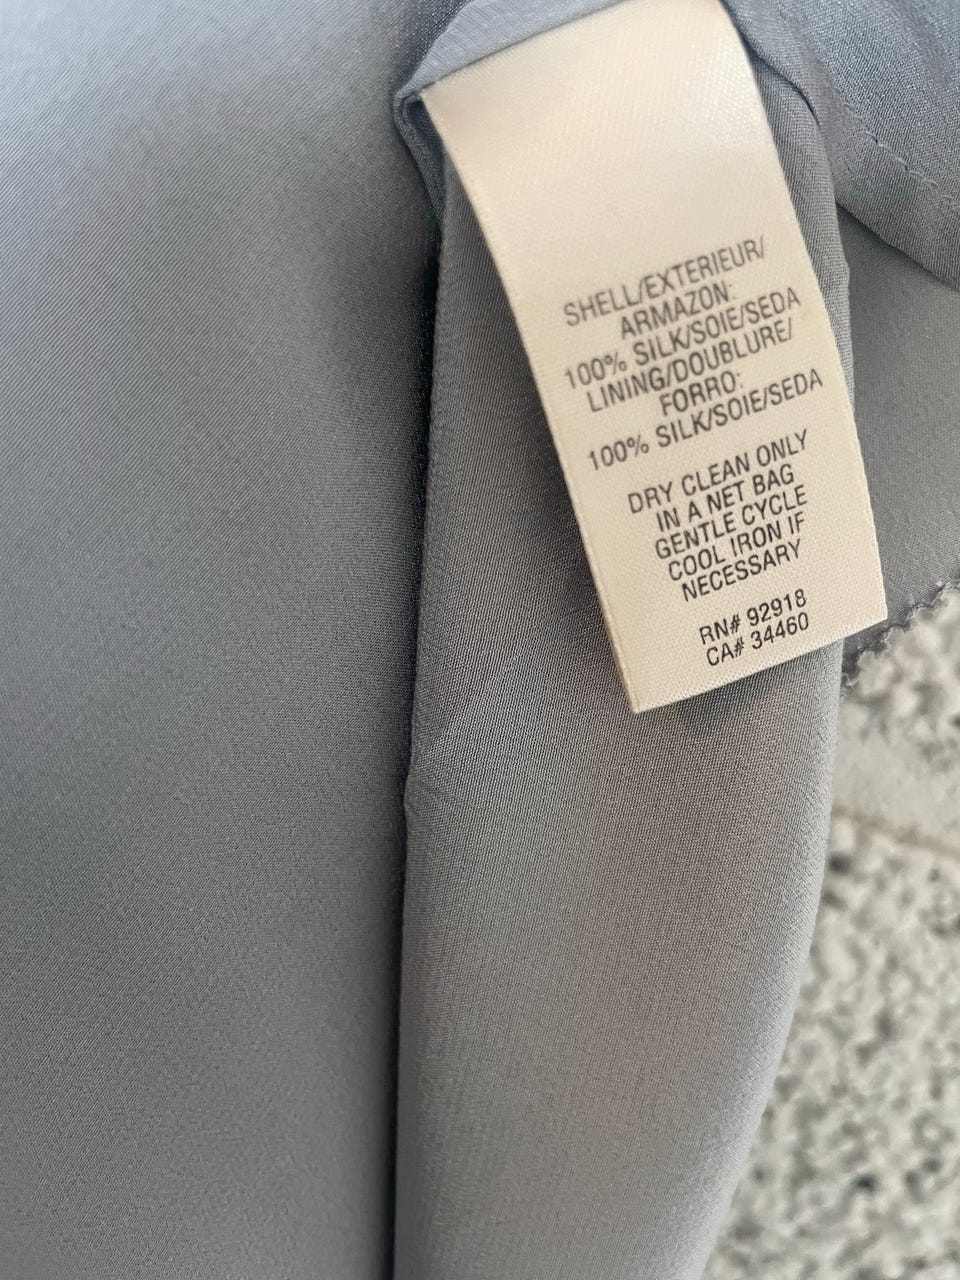 SHELL/EXTERIEUR/
ARMAZON:
100% SILK/SOIE/SEDA
LINING/DOUBLURE/
FORRO:
100% SILK/SOIE/SEDA
DRY CLEAN ONLY
IN A NET BAG
GENTLE CYCLE
COOL IRON IF
NECESSARY
RN# 92918
CA# 34460